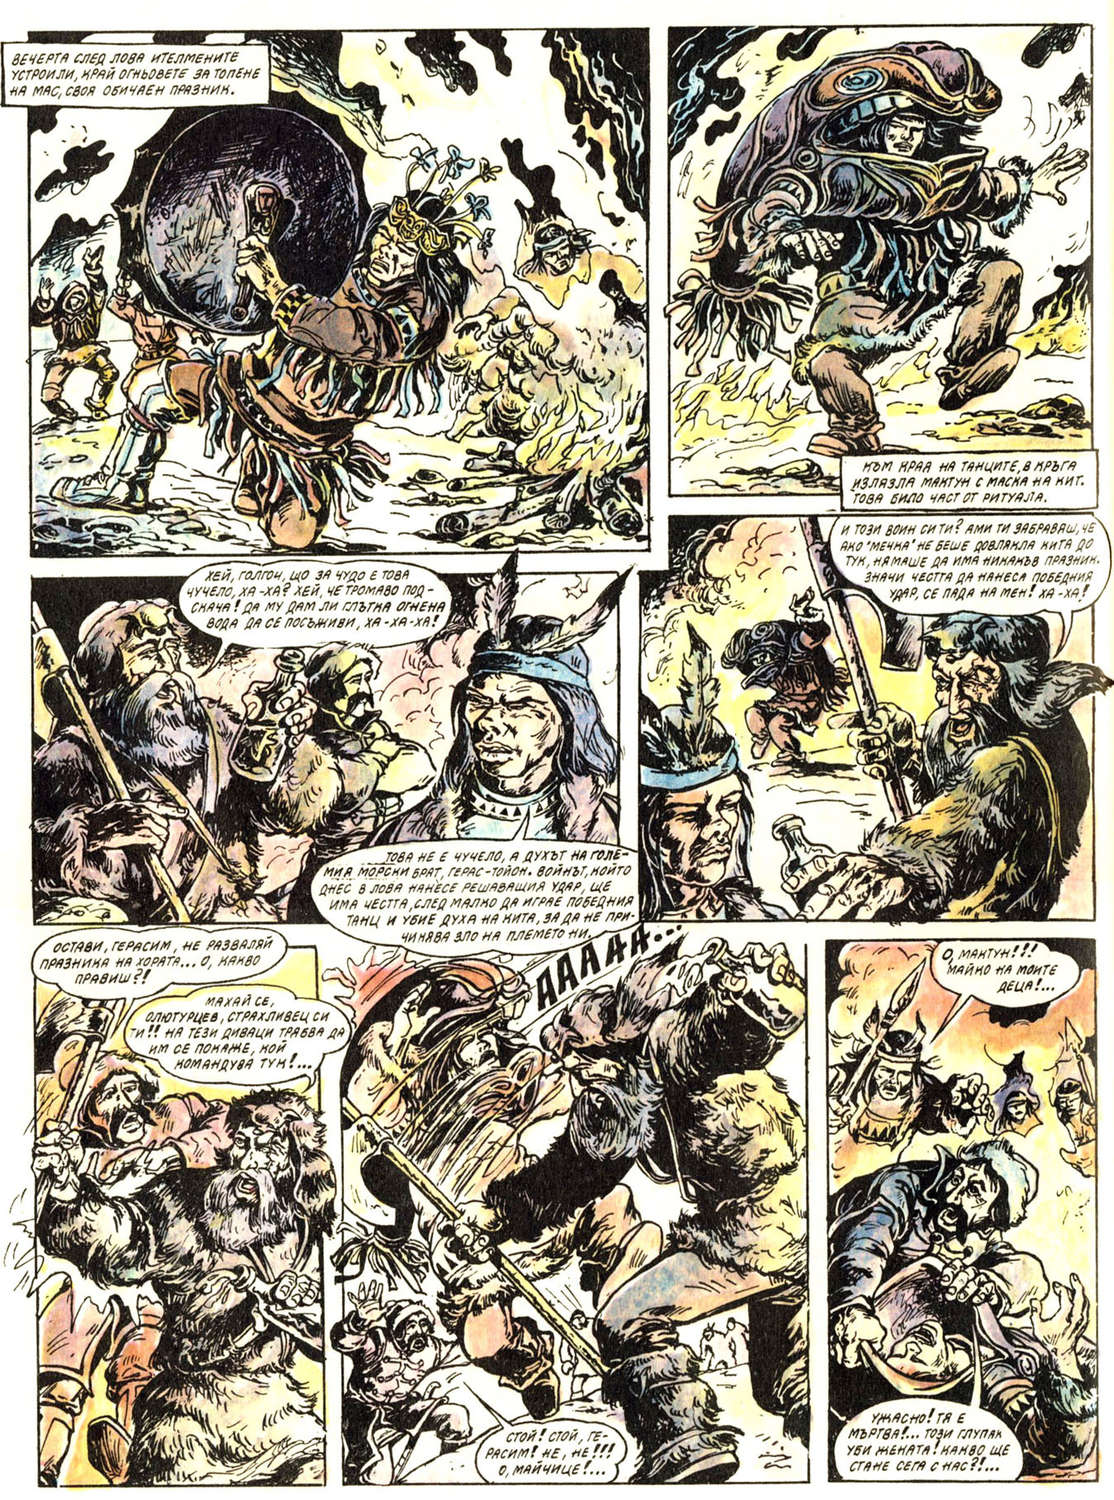 ВЕЧЕРТА СЛЕД ЛОВА ИТЕЛМЕНИТЕ
УСТРОИЛИ, КРАЙ ОГНЬОВЕТЕ ЗА ТОПЕНЕ
НА МАС, СВОЯ ОБИЧАЕН ПРАЗНИК.
КЪМ КРАЯ НА ТАНЦИТЕ, В КРЪГА
ИЗЛЯЗЛА МАКТУН С МАСКА НА КИТ.
ТОВА БИЛО ЧАСТ ОТ РИТУАЛА.
ХЕЙ, ГОЛГОЧ, ЩО ЗА ЧУДО Е ТОВА
ЧУЧЕЛО, ХА-ХА? ХЕЙ, ЧЕ ТРОМАВО ПОД-
СКАЧА! ДА МУ ДАМ ЛИ ГЛЪТКА ОГНЕНА
ВОДА ДА СЕ ПОСЪЖИВИ, ХА-ХА-ХА!
...ТОВА НЕ Е ЧУЧЕЛО, А ДУХЪТ НА ГОЛЕ-
МИЯ МОРСКИ БРАТ, ГЕРАС-ТОЙОН. ВОИНЪТ, КОЙТО
ДНЕС В ЛОВА НАНЕСЕ РЕШАВАЩИЯ УДАР, ЩЕ
ИМА ЧЕСТТА, СЛЕД МАЛКО ДА ИГРАЕ ПОБЕДНИЯ
ТАНЦ И УБИЕ ДУХА НА КИТА, ЗА ДА НЕ ПРИ-
ЧИНЯВА ЗЛО НА ПЛЕМЕТО НИ.
И ТОЗИ ВОИН СИ ТИ? АМИ ТИ ЗАБРАВЯШ, ЧЕ
АКО "МЕЧКА" НЕ БЕШЕ ДОВЛЯКЛА КИТА ДО
ТУК, НЯМАШЕ ДА ИМА НИКАКЪВ ПРАЗНИК.
ЗНАЧИ ЧЕСТТА ДА НАНЕСА ПОБЕДНИЯ
УДАР, СЕ ПАДА НА МЕН! ХА-ХА!
ОСТАВИ, ГЕРАСИМ, НЕ РАЗВАЛЯЙ
ПРАЗНИКА НА ХОРАТА... О, КАКВО
ПРАВИШ?!
МАХАЙ СЕ,
ОЛЮТУРЦЕВ, СТРАХЛИВЕЦ СИ
ТИ!! НА ТЕЗИ ДИВАЦИ ТРЯБВА ДА
ИМ СЕ ПОКАЖЕ, КОЙ
КОМАНДУВА ТУК!...
АААААА...
СТОЙ! СТОЙ, ГЕ-
РАСИМ! НЕ, НЕ!!!
О, МАЙЧИЦЕ!...
О, МАКТУН!!!
МАЙКО НА МОИТЕ
ДЕЦА!...
УЖАСНО! ТЯ Е
МЪРТВА!... ТОЗИ ГЛУПАК
УБИ ЖЕНАТА! КАКВО ЩЕ
СТАНЕ СЕГА С НАС?!...